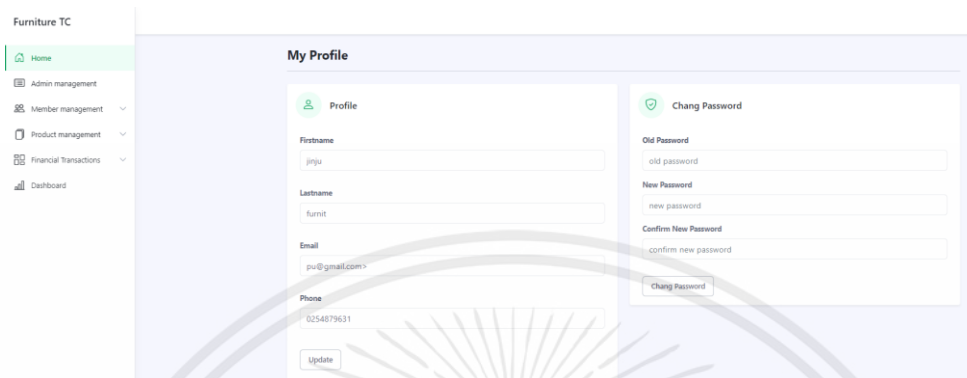 Furniture TC
Home
Admin management
Member management
Product management
Financial Transactions
Dashboard
My Profile
Profile
Firstname
jinju
Lastname
furnit
Email
pu@gmail.com>
Phone
0254879631
Update
Chang Password
Old Password
old password
New Password
new password
Confirm New Password
confirm new password
Chang Password